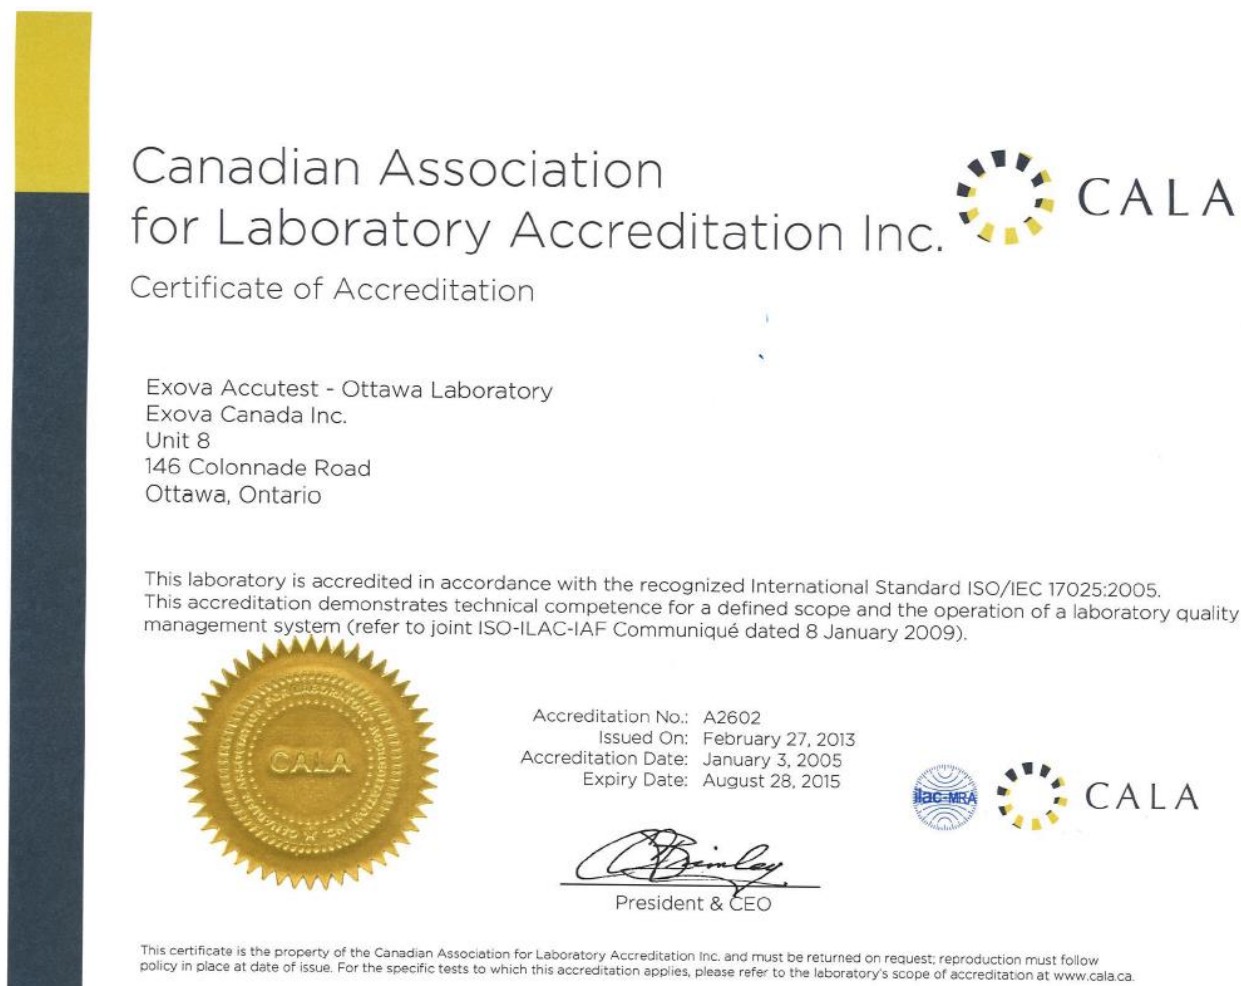 Canadian Association
for Laboratory Accreditation Inc.
CALA
Certificate of Accreditation
Exova Accutest - Ottawa Laboratory
Exova Canada Inc.
Unit 8
146 Colonnade Road
Ottawa, Ontario
This laboratory is accredited in accordance with the recognized International Standard ISO/IEC 17025:2005.
This accreditation demonstrates technical competence for a defined scope and the operation of a laboratory quality
management system (refer to joint ISO-ILAC-IAF Communiqué dated 8 January 2009).
CANADIAN ASSOCIATION FOR LABORATORY ACCREDITATION INC.
CALA
Accreditation No.: A2602
Issued On: February 27, 2013
Accreditation Date: January 3, 2005
Expiry Date: August 28, 2015
ilac-MRA
CALA
President & CEO
This certificate is the property of the Canadian Association for Laboratory Accreditation Inc. and must be returned on request; reproduction must follow
policy in place at date of issue. For the specific tests to which this accreditation applies, please refer to the laboratory's scope of accreditation at www.cala.ca.